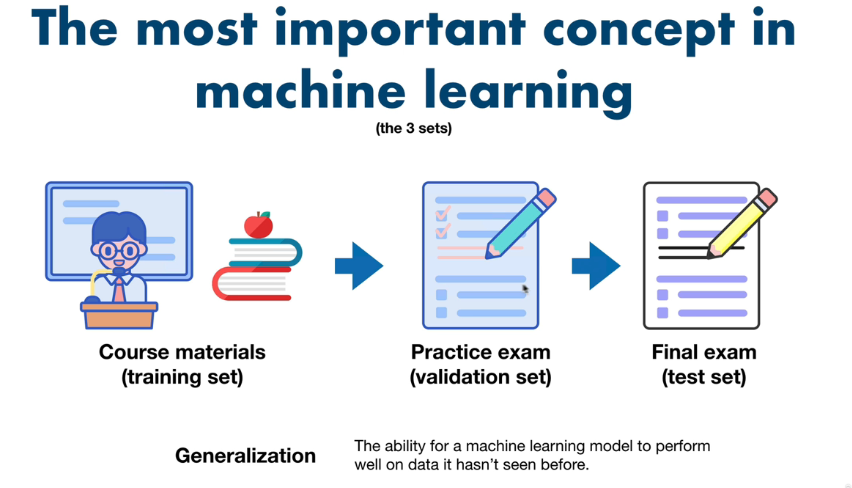 The most important concept in
machine learning
(the 3 sets)
Course materials
(training set)
Practice exam
(validation set)
Final exam
(test set)
Generalization
The ability for a machine learning model to perform
well on data it hasn't seen before.